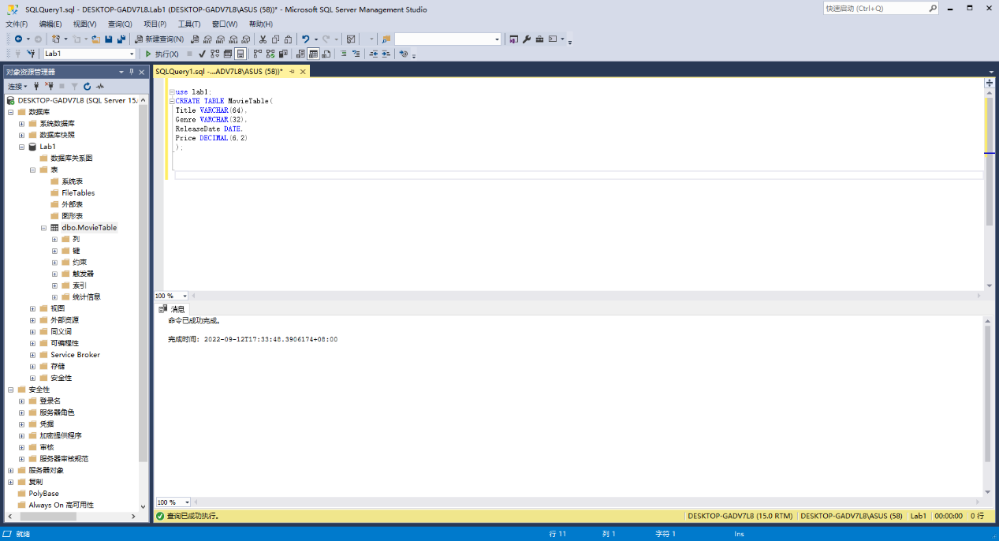 SQLQuery1.sql - DESKTOP-GADV7L8.Lab1 (DESKTOP-GADV7L8\ASUS (58))* - Microsoft SQL Server Management Studio
快速启动 (Ctrl+Q)
文件(F) 编辑(E) 视图(V) 查询(Q) 项目(P) 工具(T) 窗口(W) 帮助(H)
新建查询(N)
Lab1 执行(X)
对象资源管理器
连接
DESKTOP-GADV7L8 (SQL Server 15.
数据库
系统数据库
数据库快照
Lab1
数据库关系图
表
系统表
FileTables
外部表
图形表
dbo.MovieTable
列
键
约束
触发器
索引
统计信息
视图
外部资源
同义词
可编程性
Service Broker
存储
安全性
安全性
登录名
服务器角色
凭据
加密提供程序
审核
服务器审核规范
服务器对象
复制
PolyBase
Always On 高可用性
SQLQuery1.sql -...ADV7L8\ASUS (58))*
use lab1;
CREATE TABLE MovieTable(
Title VARCHAR(64),
Genre VARCHAR(32),
ReleaseDate DATE,
Price DECIMAL(6,2)
);
100 %
消息
命令已成功完成。
完成时间: 2022-09-12T17:33:48.3906174+08:00
100 %
查询已成功执行。
DESKTOP-GADV7L8 (15.0 RTM) DESKTOP-GADV7L8\ASUS (58) Lab1 00:00:00 0 行
就绪 行 11 列 1 字符 1 Ins